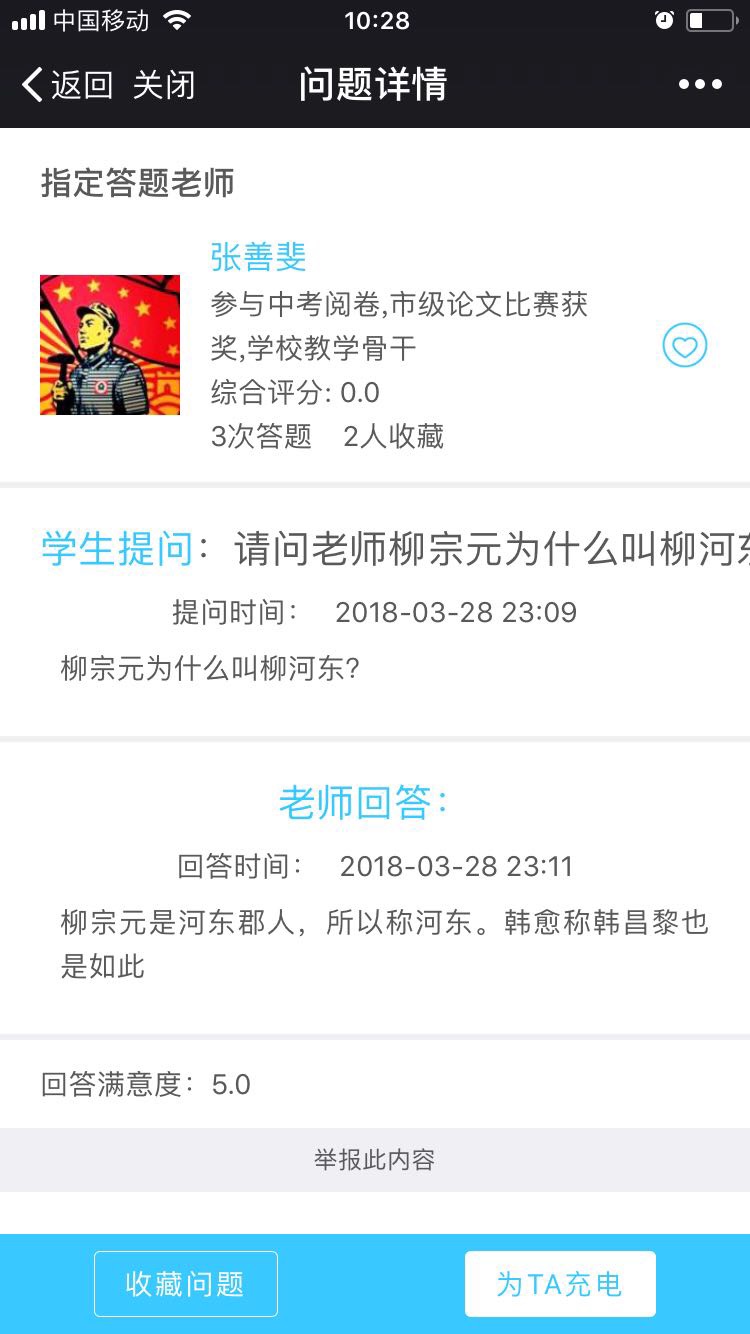 中国移动 10:28
返回 关闭 问题详情
指定答题老师
张善斐
参与中考阅卷,市级论文比赛获
奖,学校教学骨干
综合评分: 0.0
3次答题 2人收藏
学生提问：请问老师柳宗元为什么叫柳河
提问时间： 2018-03-28 23:09
柳宗元为什么叫柳河东?
老师回答：
回答时间： 2018-03-28 23:11
柳宗元是河东郡人，所以称河东。韩愈称韩昌黎也
是如此
回答满意度：5.0
举报此内容
收藏问题 为TA充电